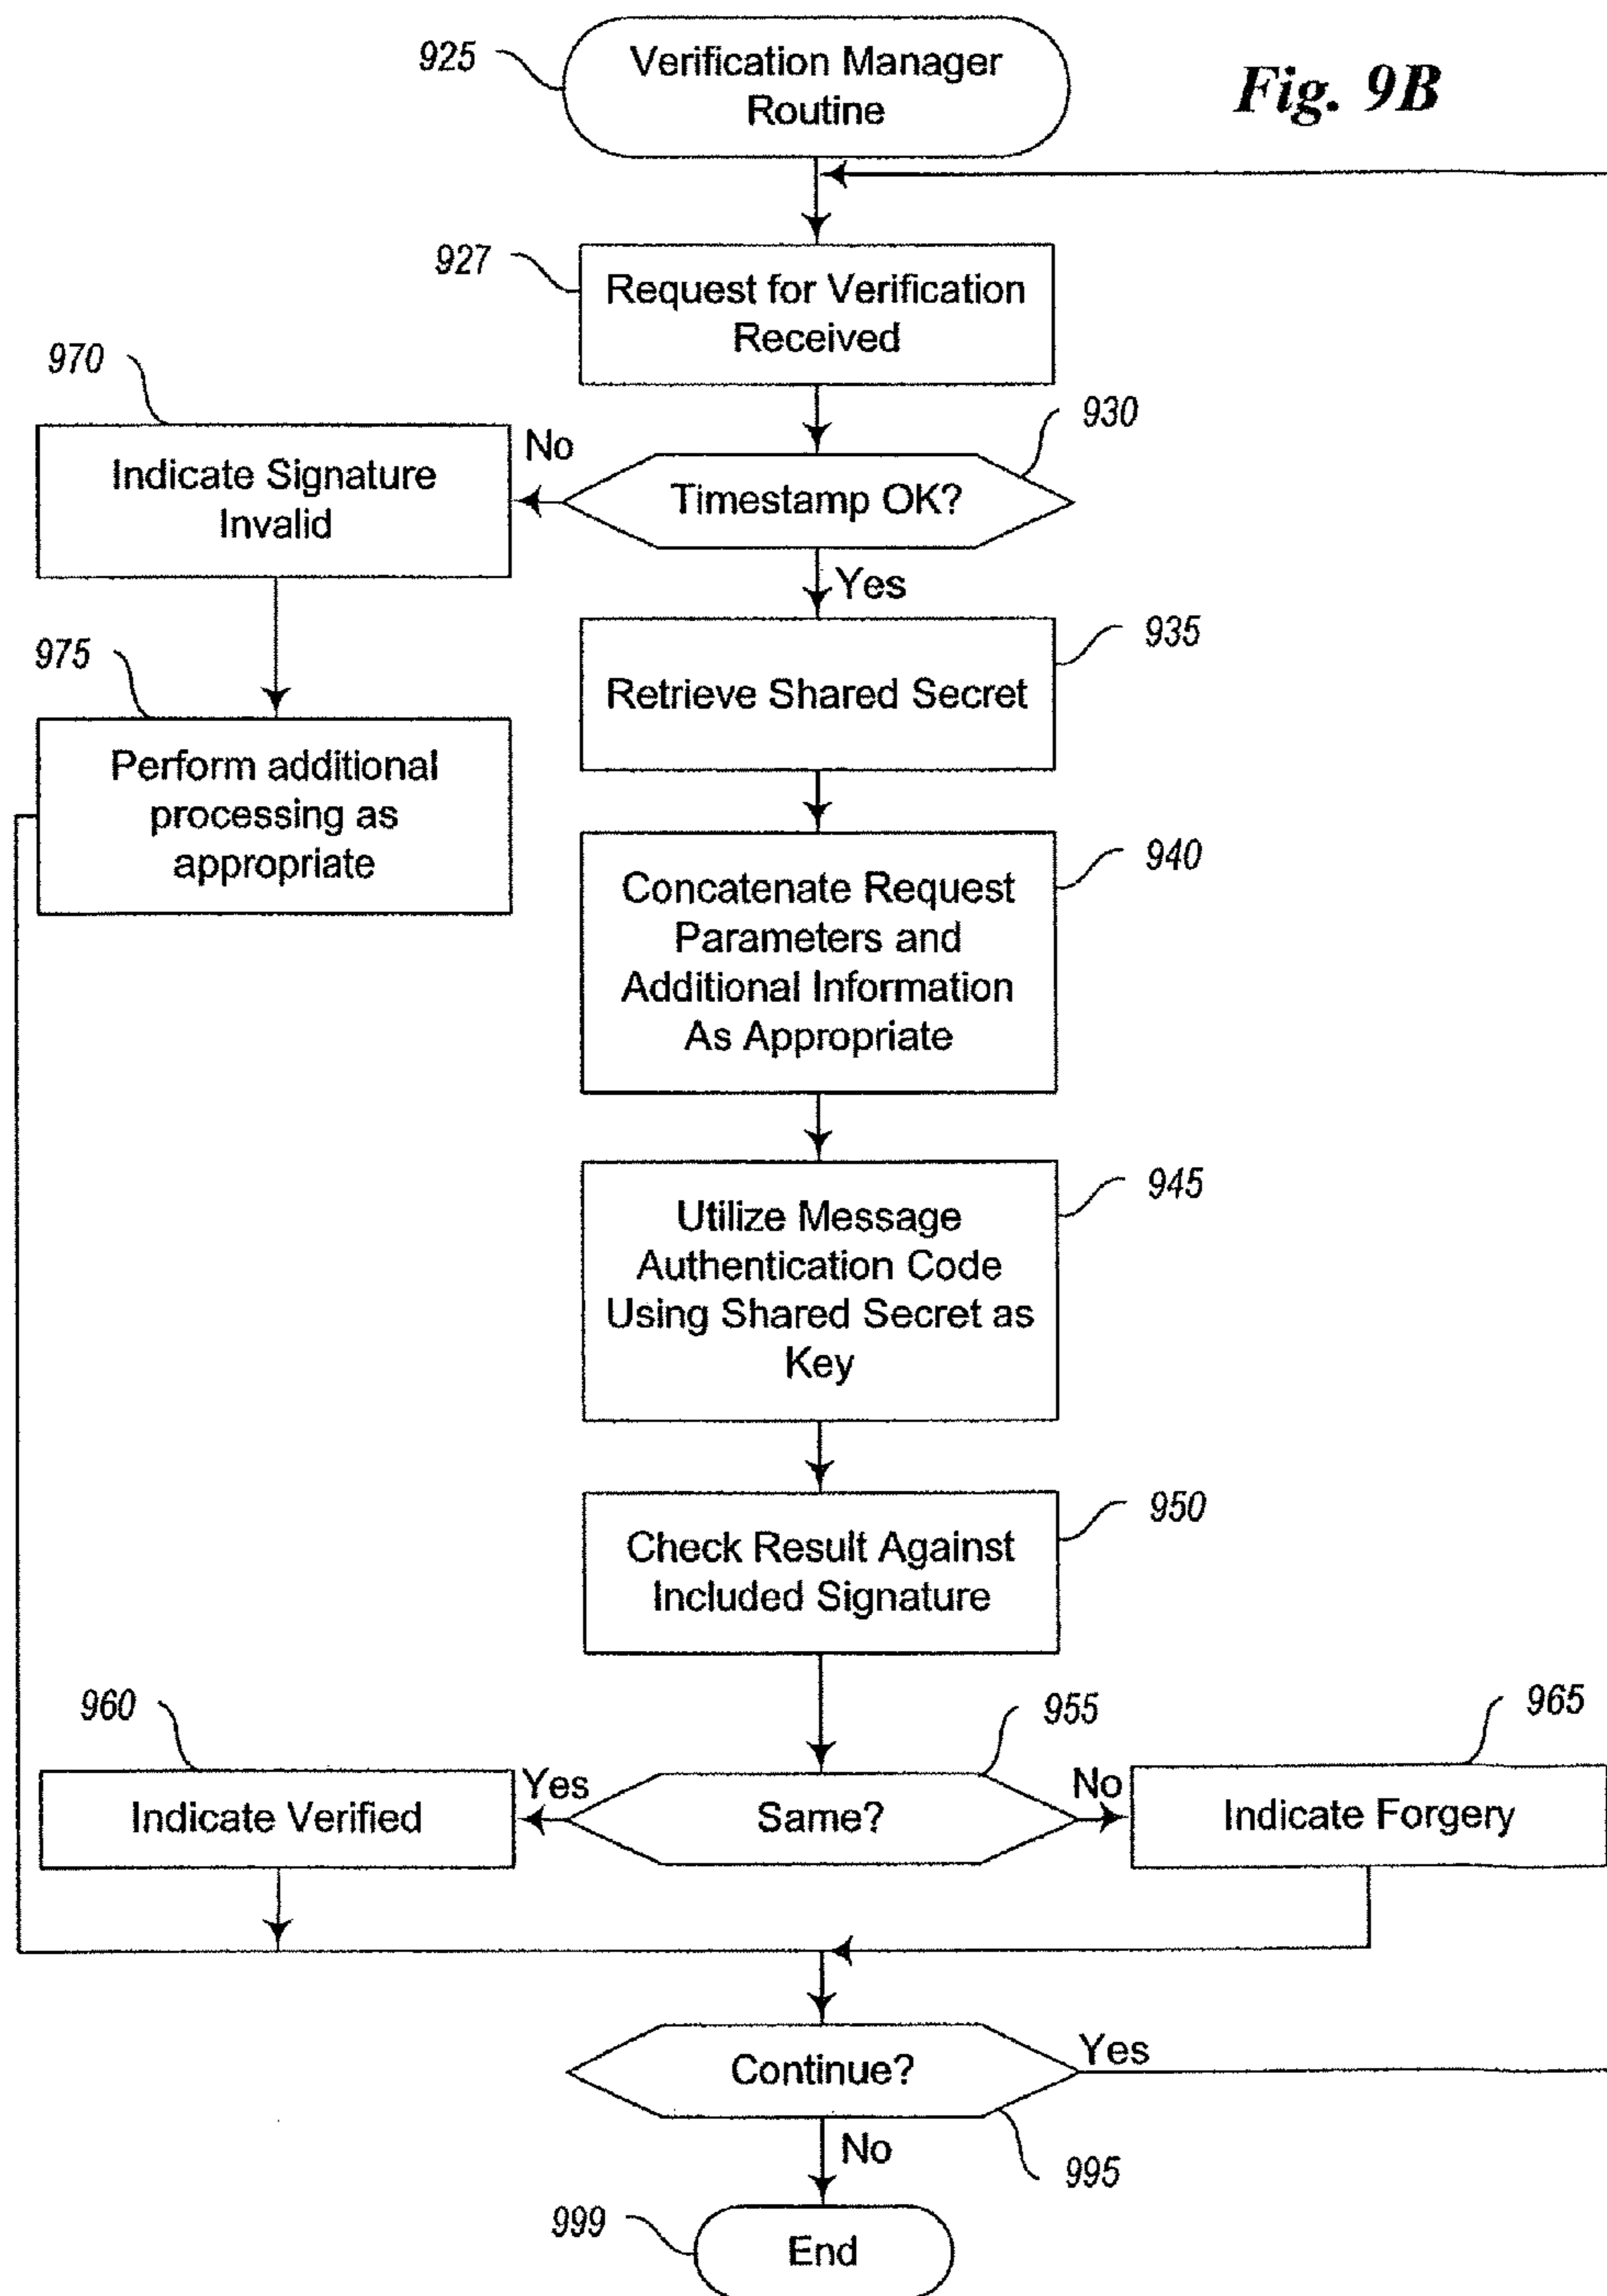 925
Verification Manager
Routine
Fig. 9B
927
Request for Verification
Received
970
Indicate Signature
Invalid
No
930
Timestamp OK?
Yes
975
Perform additional
processing as
appropriate
935
Retrieve Shared Secret
940
Concatenate Request
Parameters and
Additional Information
As Appropriate
945
Utilize Message
Authentication Code
Using Shared Secret as
Key
950
Check Result Against
Included Signature
960
Indicate Verified
Yes
955
Same?
No
965
Indicate Forgery
Continue?
Yes
995
No
999
End